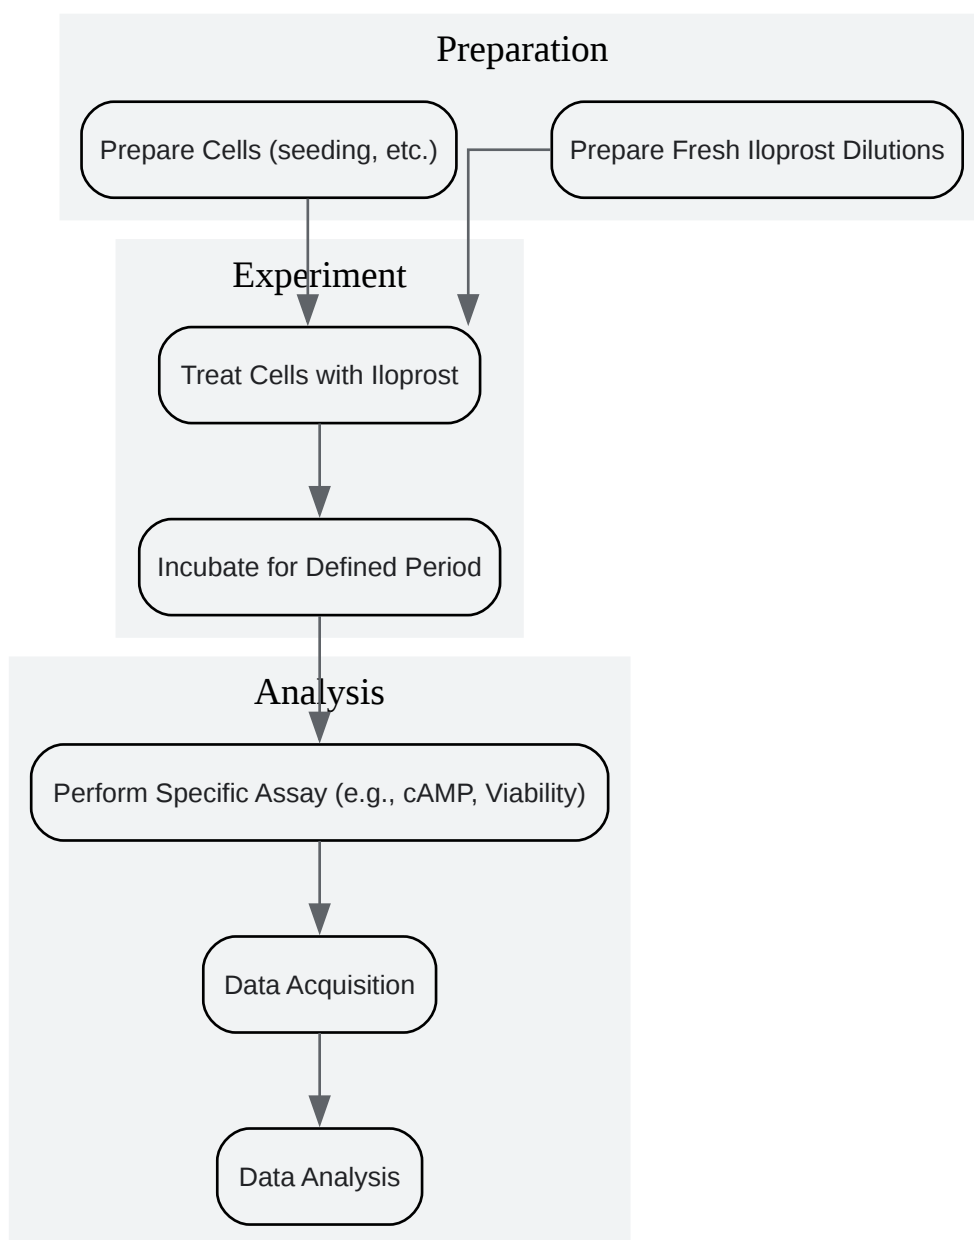 Preparation
Prepare Cells (seeding, etc.)
Prepare Fresh Iloprost Dilutions
Experiment
Treat Cells with Iloprost
Incubate for Defined Period
Analysis
Perform Specific Assay (e.g., cAMP, Viability)
Data Acquisition
Data Analysis